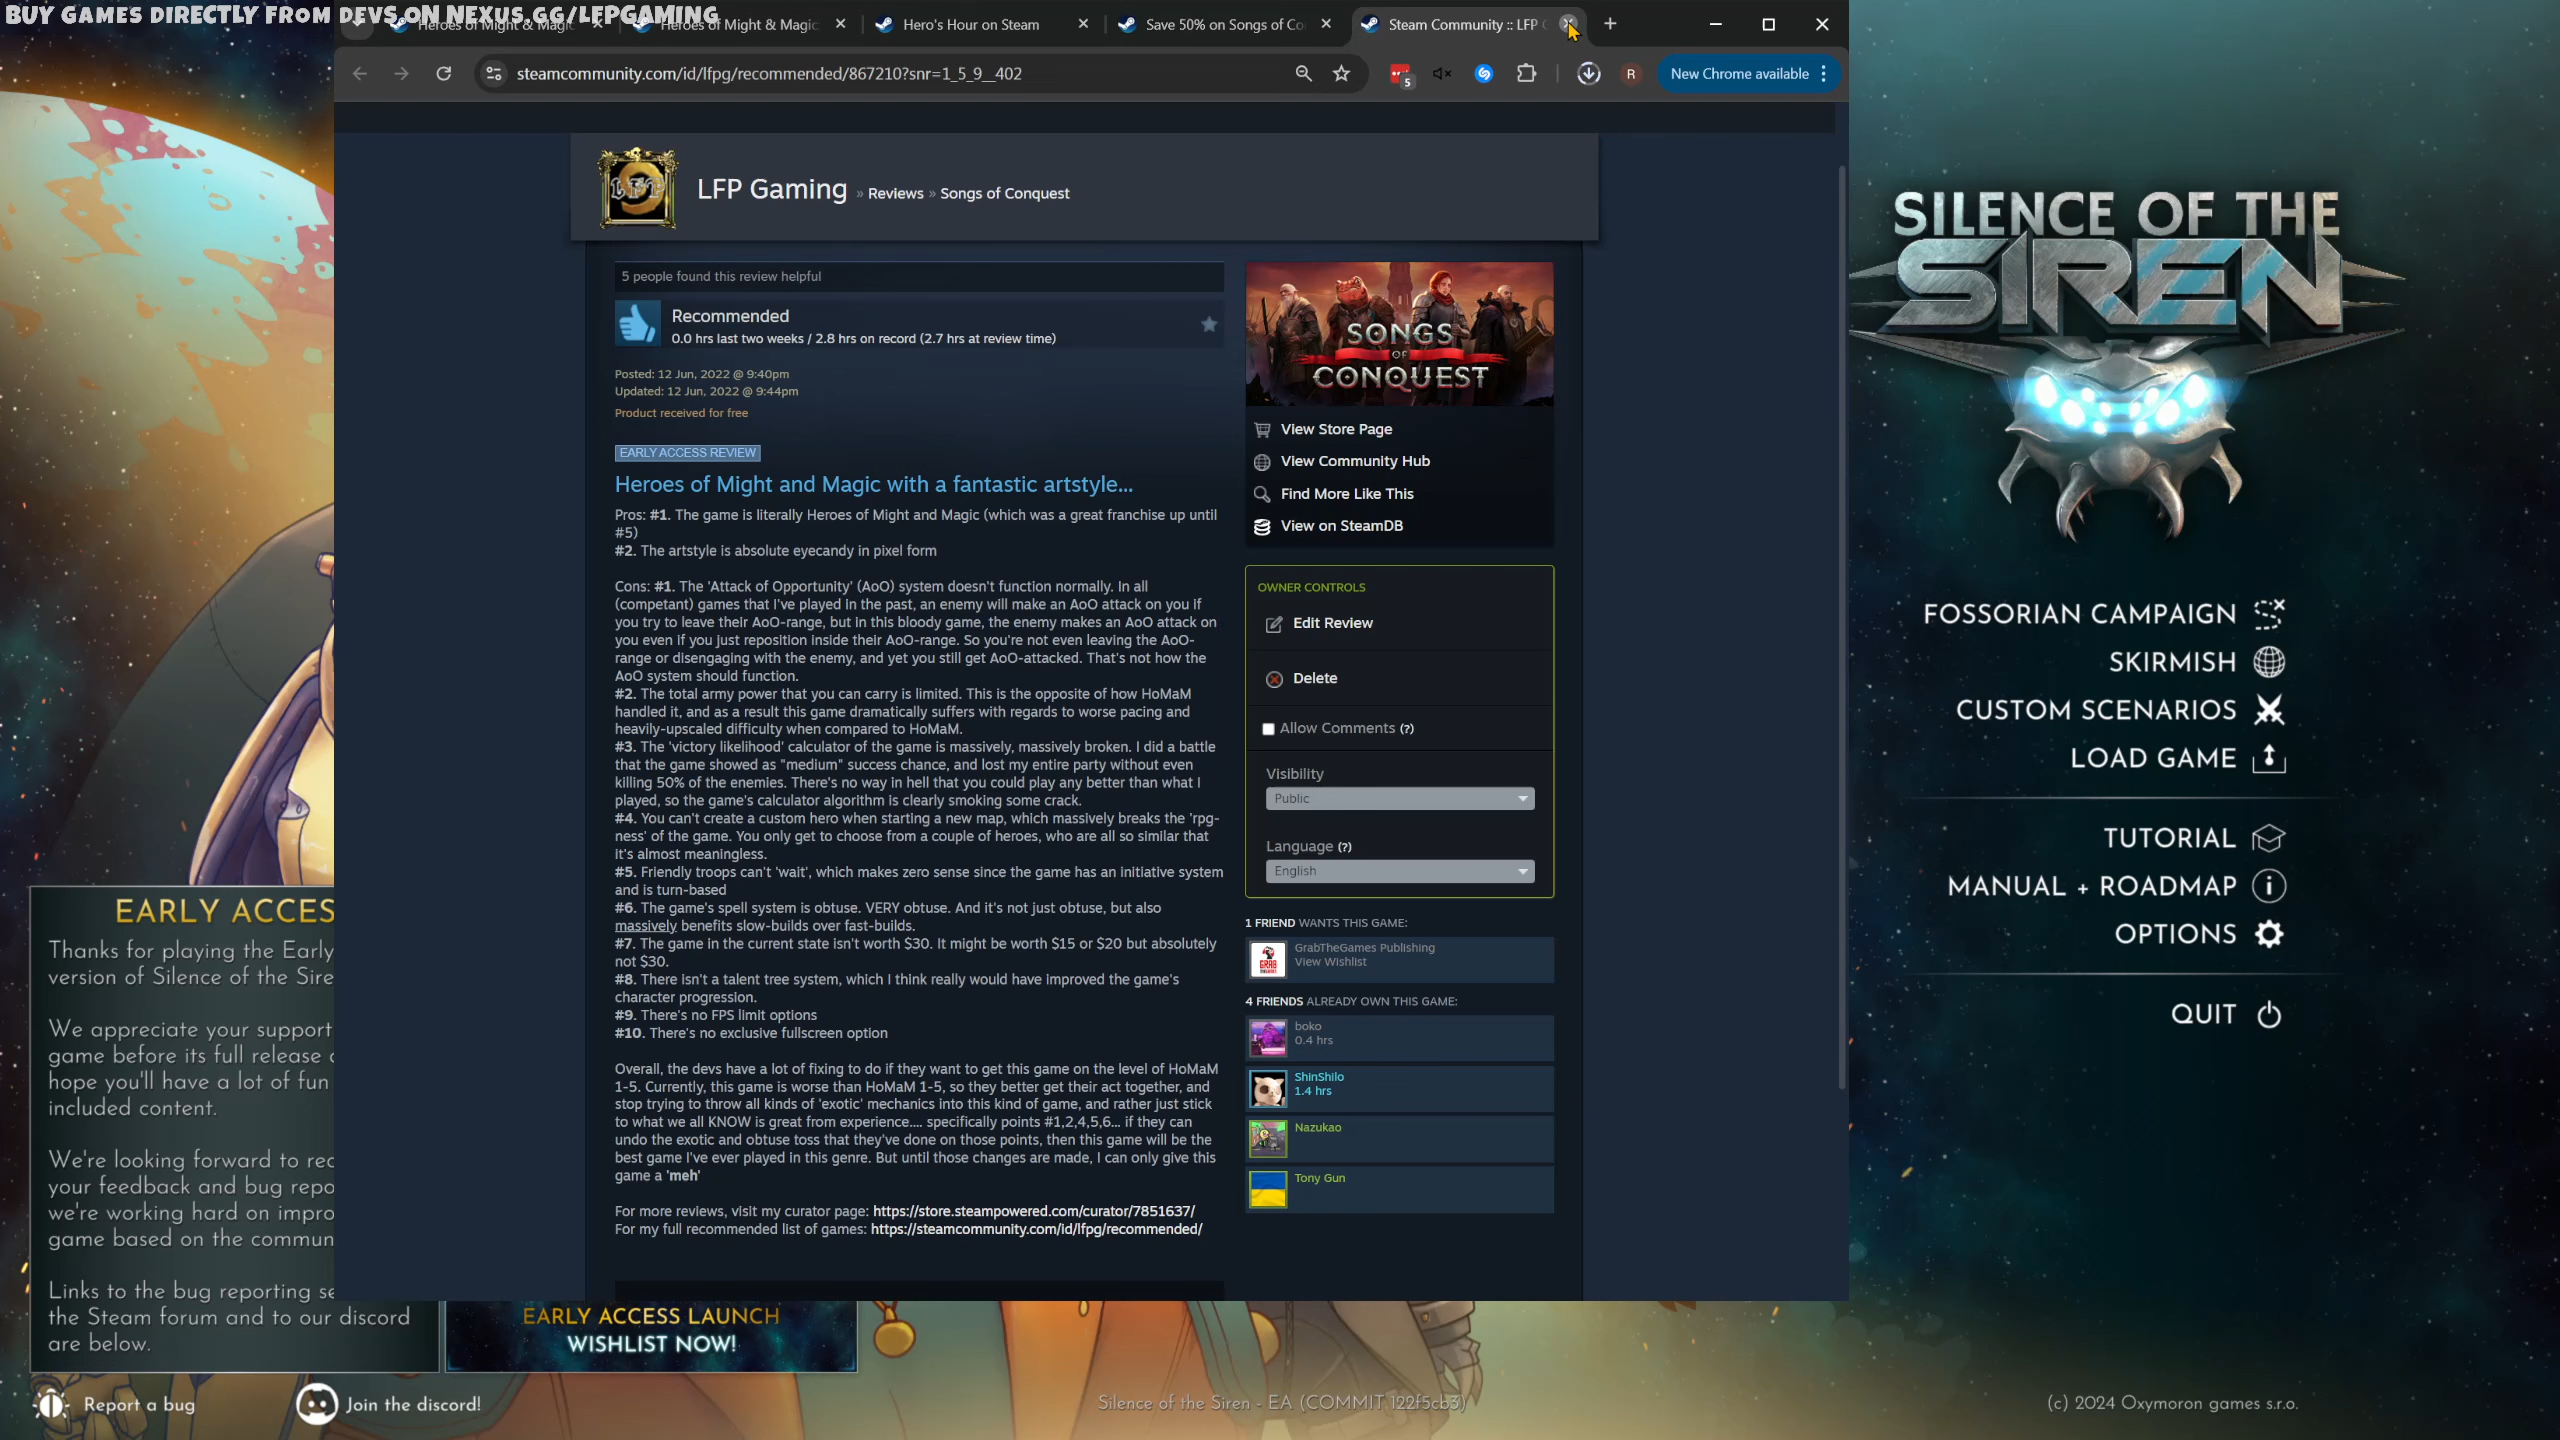 BUY GAMES DIRECTLY FROM DEVS ON NEXUS.GG/LFPGAMING
Heroes of Might & Magic
Heroes of Might & Magic
Hero's Hour on Steam
Save 50% on Songs of Co
Steam Community :: LFP
steamcommunity.com/id/lfpg/recommended/867210?snr=1_5_9__402
5
R
New Chrome available
LFP Gaming » Reviews » Songs of Conquest
5 people found this review helpful
Recommended
0.0 hrs last two weeks / 2.8 hrs on record (2.7 hrs at review time)
Posted: 12 Jun, 2022 @ 9:40pm
Updated: 12 Jun, 2022 @ 9:44pm
Product received for free
EARLY ACCESS REVIEW
Heroes of Might and Magic with a fantastic artstyle...
Pros: #1. The game is literally Heroes of Might and Magic (which was a great franchise up until
#5)
#2. The artstyle is absolute eyecandy in pixel form
Cons: #1. The 'Attack of Opportunity' (AoO) system doesn't function normally. In all
(competant) games that I've played in the past, an enemy will make an AoO attack on you if
you try to leave their AoO-range, but in this bloody game, the enemy makes an AoO attack on
you even if you just reposition inside their AoO-range. So you're not even leaving the AoO-
range or disengaging with the enemy, and yet you still get AoO-attacked. That's not how the
AoO system should function.
#2. The total army power that you can carry is limited. This is the opposite of how HoMaM
handled it, and as a result this game dramatically suffers with regards to worse pacing and
heavily-upscaled difficulty when compared to HoMaM.
#3. The 'victory likelihood' calculator of the game is massively, massively broken. I did a battle
that the game showed as "medium" success chance, and lost my entire party without even
killing 50% of the enemies. There's no way in hell that you could play any better than what I
played, so the game's calculator algorithm is clearly smoking some crack.
#4. You can't create a custom hero when starting a new map, which massively breaks the 'rpg-
ness' of the game. You only get to choose from a couple of heroes, who are all so similar that
it's almost meaningless.
#5. Friendly troops can't 'wait', which makes zero sense since the game has an initiative system
and is turn-based
#6. The game's spell system is obtuse. VERY obtuse. And it's not just obtuse, but also
massively benefits slow-builds over fast-builds.
#7. The game in the current state isn't worth $30. It might be worth $15 or $20 but absolutely
not $30.
#8. There isn't a talent tree system, which I think really would have improved the game's
character progression.
#9. There's no FPS limit options
#10. There's no exclusive fullscreen option
Overall, the devs have a lot of fixing to do if they want to get this game on the level of HoMaM
1-5. Currently, this game is worse than HoMaM 1-5, so they better get their act together, and
stop trying to throw all kinds of 'exotic' mechanics into this kind of game, and rather just stick
to what we all KNOW is great from experience.... specifically points #1,2,4,5,6... if they can
undo the exotic and obtuse toss that they've done on those points, then this game will be the
best game I've ever played in this genre. But until those changes are made, I can only give this
game a 'meh'
For more reviews, visit my curator page: https://store.steampowered.com/curator/7851637/
For my full recommended list of games: https://steamcommunity.com/id/lfpg/recommended/
SONGS
OF
CONQUEST
View Store Page
View Community Hub
Find More Like This
View on SteamDB
OWNER CONTROLS
Edit Review
Delete
Allow Comments (?)
Visibility
Public
Language (?)
English
1 FRIEND WANTS THIS GAME:
GrabTheGames Publishing
View Wishlist
4 FRIENDS ALREADY OWN THIS GAME:
boko
0.4 hrs
ShinShilo
1.4 hrs
Nazukao
Tony Gun
SILENCE OF THE
SIREN
FOSSORIAN CAMPAIGN
SKIRMISH
CUSTOM SCENARIOS
LOAD GAME
TUTORIAL
MANUAL + ROADMAP
OPTIONS
QUIT
EARLY ACCES
Thanks for playing the Early
version of Silence of the Sire
We appreciate your support
game before its full release
hope you'll have a lot of fun
included content.
We're looking forward to rec
your feedback and bug repo
we're working hard on impro
game based on the commun
Links to the bug reporting se
the Steam forum and to our discord
are below.
EARLY ACCESS LAUNCH
WISHLIST NOW!
Report a bug
Join the discord!
Silence of the Siren - EA (COMMIT 122f5cb3)
(c) 2024 Oxymoron games s.r.o.